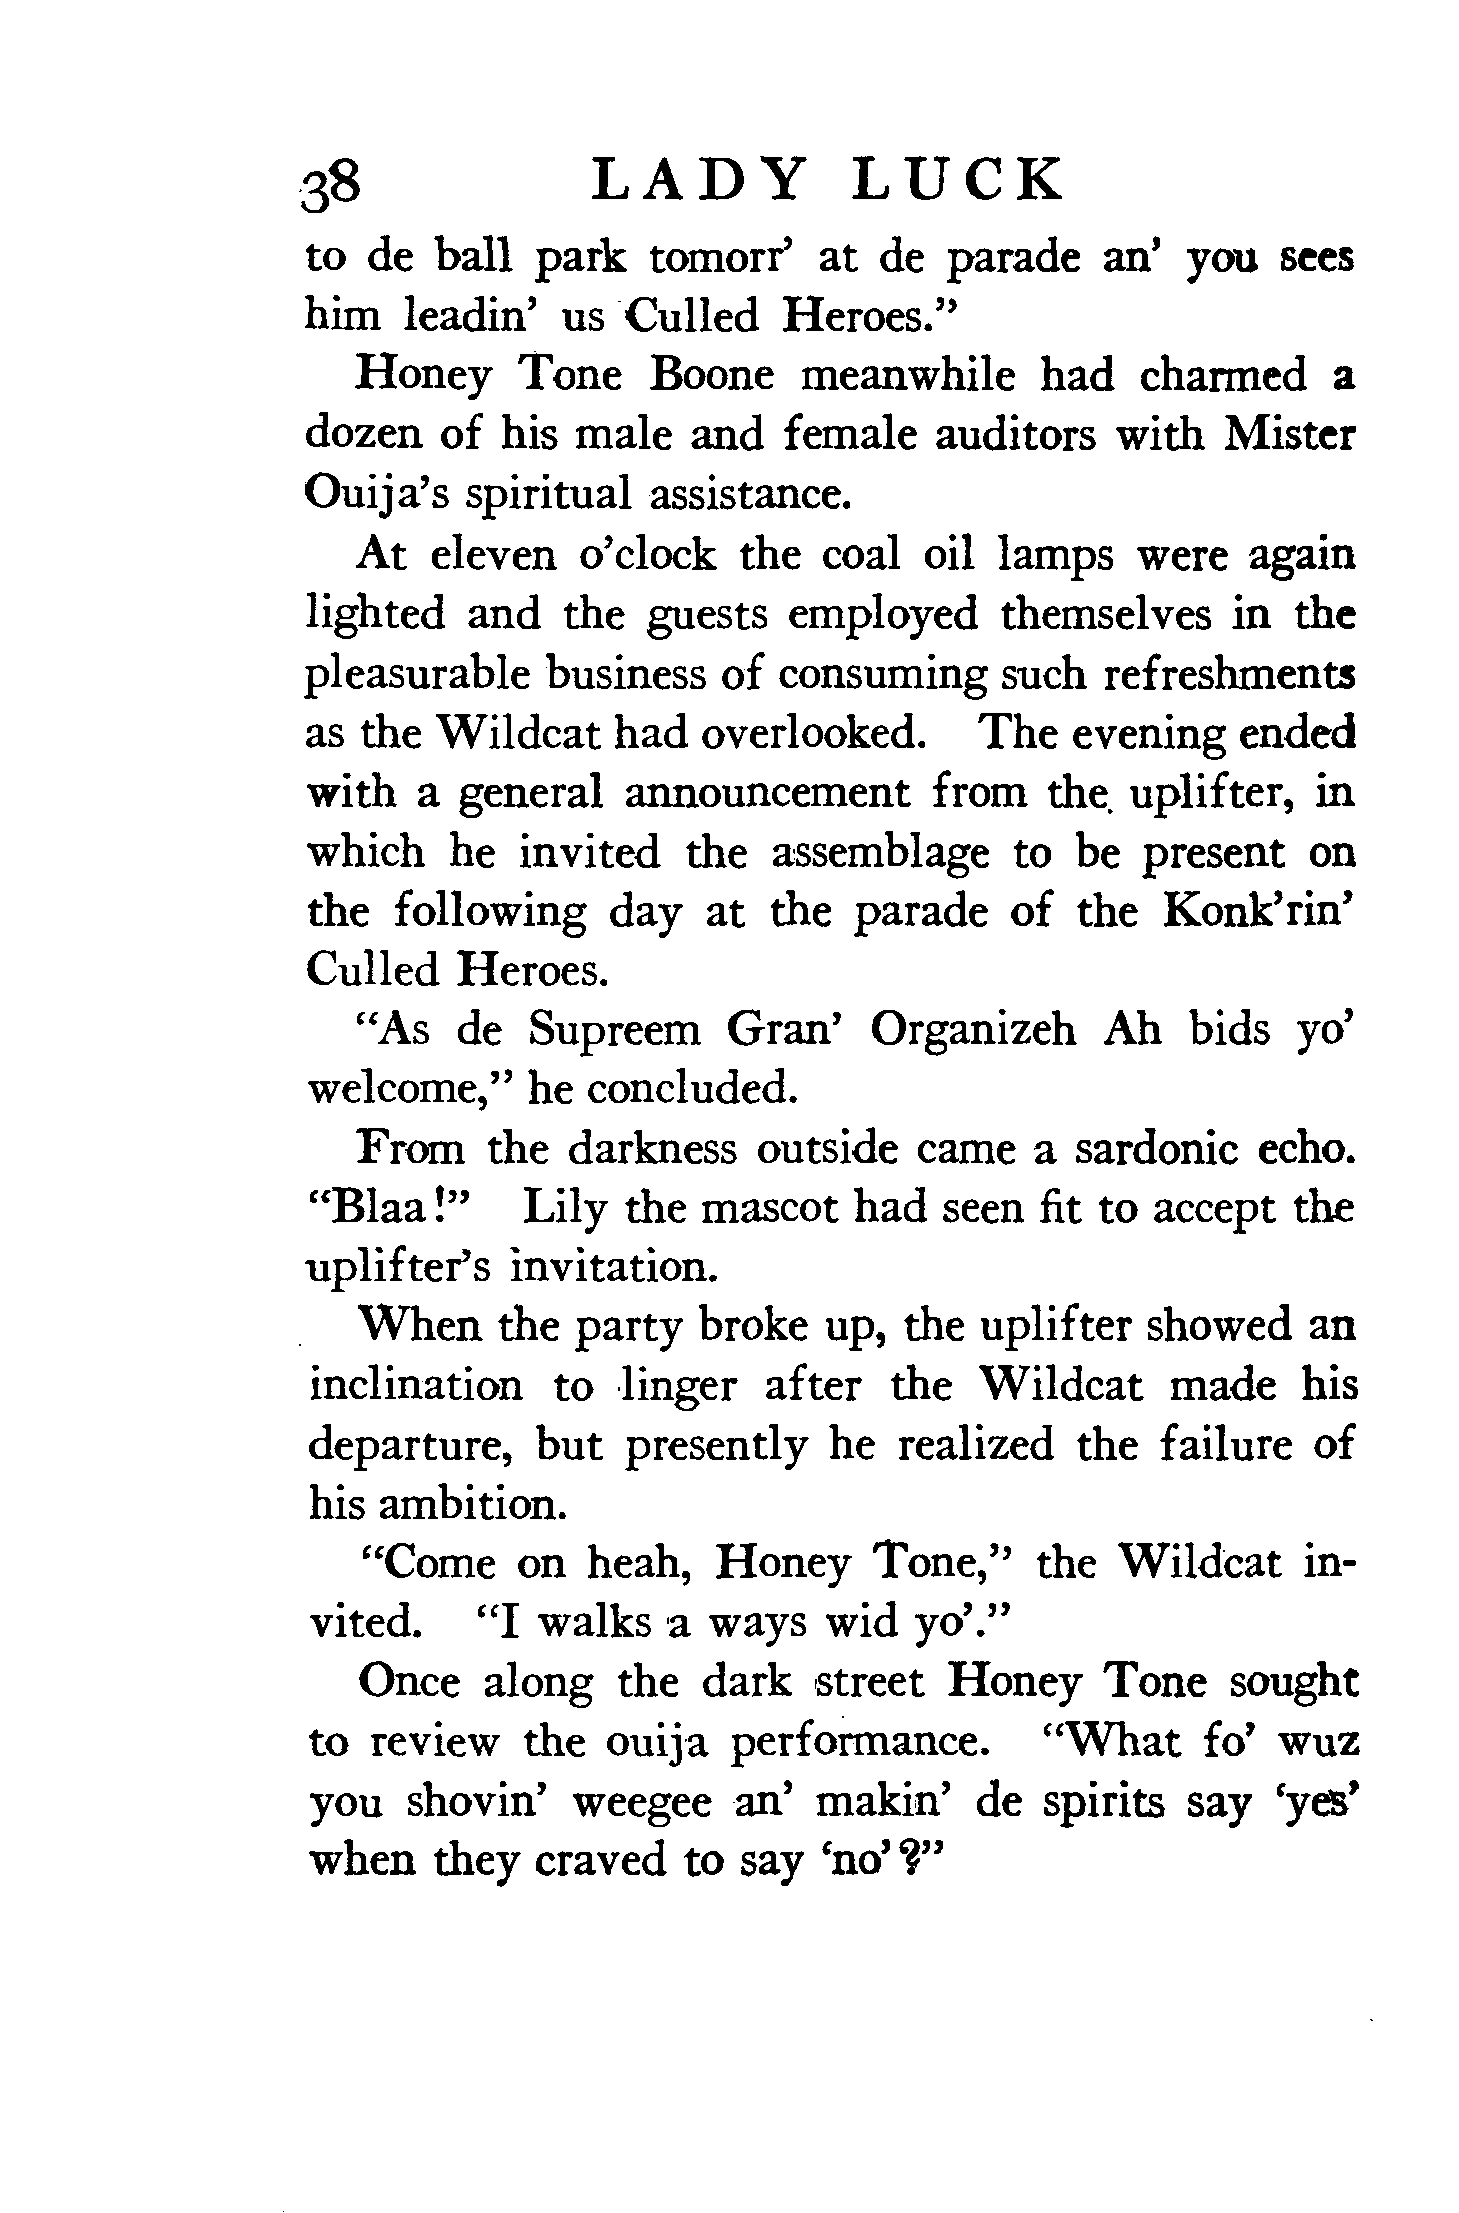 38 LADY LUCK
to de ball park tomorr’ at de parade an’ you sees
him leadin’ us Culled Heroes.”
Honey Tone Boone meanwhile had charmed a
dozen of his male and female auditors with Mister
Ouija’s spiritual assistance.
At eleven o’clock the coal oil lamps were again
lighted and the guests employed themselves in the
pleasurable business of consuming such refreshments
as the Wildcat had overlooked. The evening ended
with a general announcement from the uplifter, in
which he invited the assemblage to be present on
the following day at the parade of the Konk’rin’
Culled Heroes.
“As de Supreem Gran’ Organizeh Ah bids yo’
welcome,” he concluded.
From the darkness outside came a sardonic echo.
“Blaa!” Lily the mascot had seen fit to accept the
uplifter’s invitation.
When the party broke up, the uplifter showed an
inclination to linger after the Wildcat made his
departure, but presently he realized the failure of
his ambition.
“Come on heah, Honey Tone,” the Wildcat in-
vited. “I walks a ways wid yo’.”
Once along the dark street Honey Tone sought
to review the ouija performance. “What fo’ wuz
you shovin’ weegee an’ makin’ de spirits say ‘yes’
when they craved to say ‘no’?”